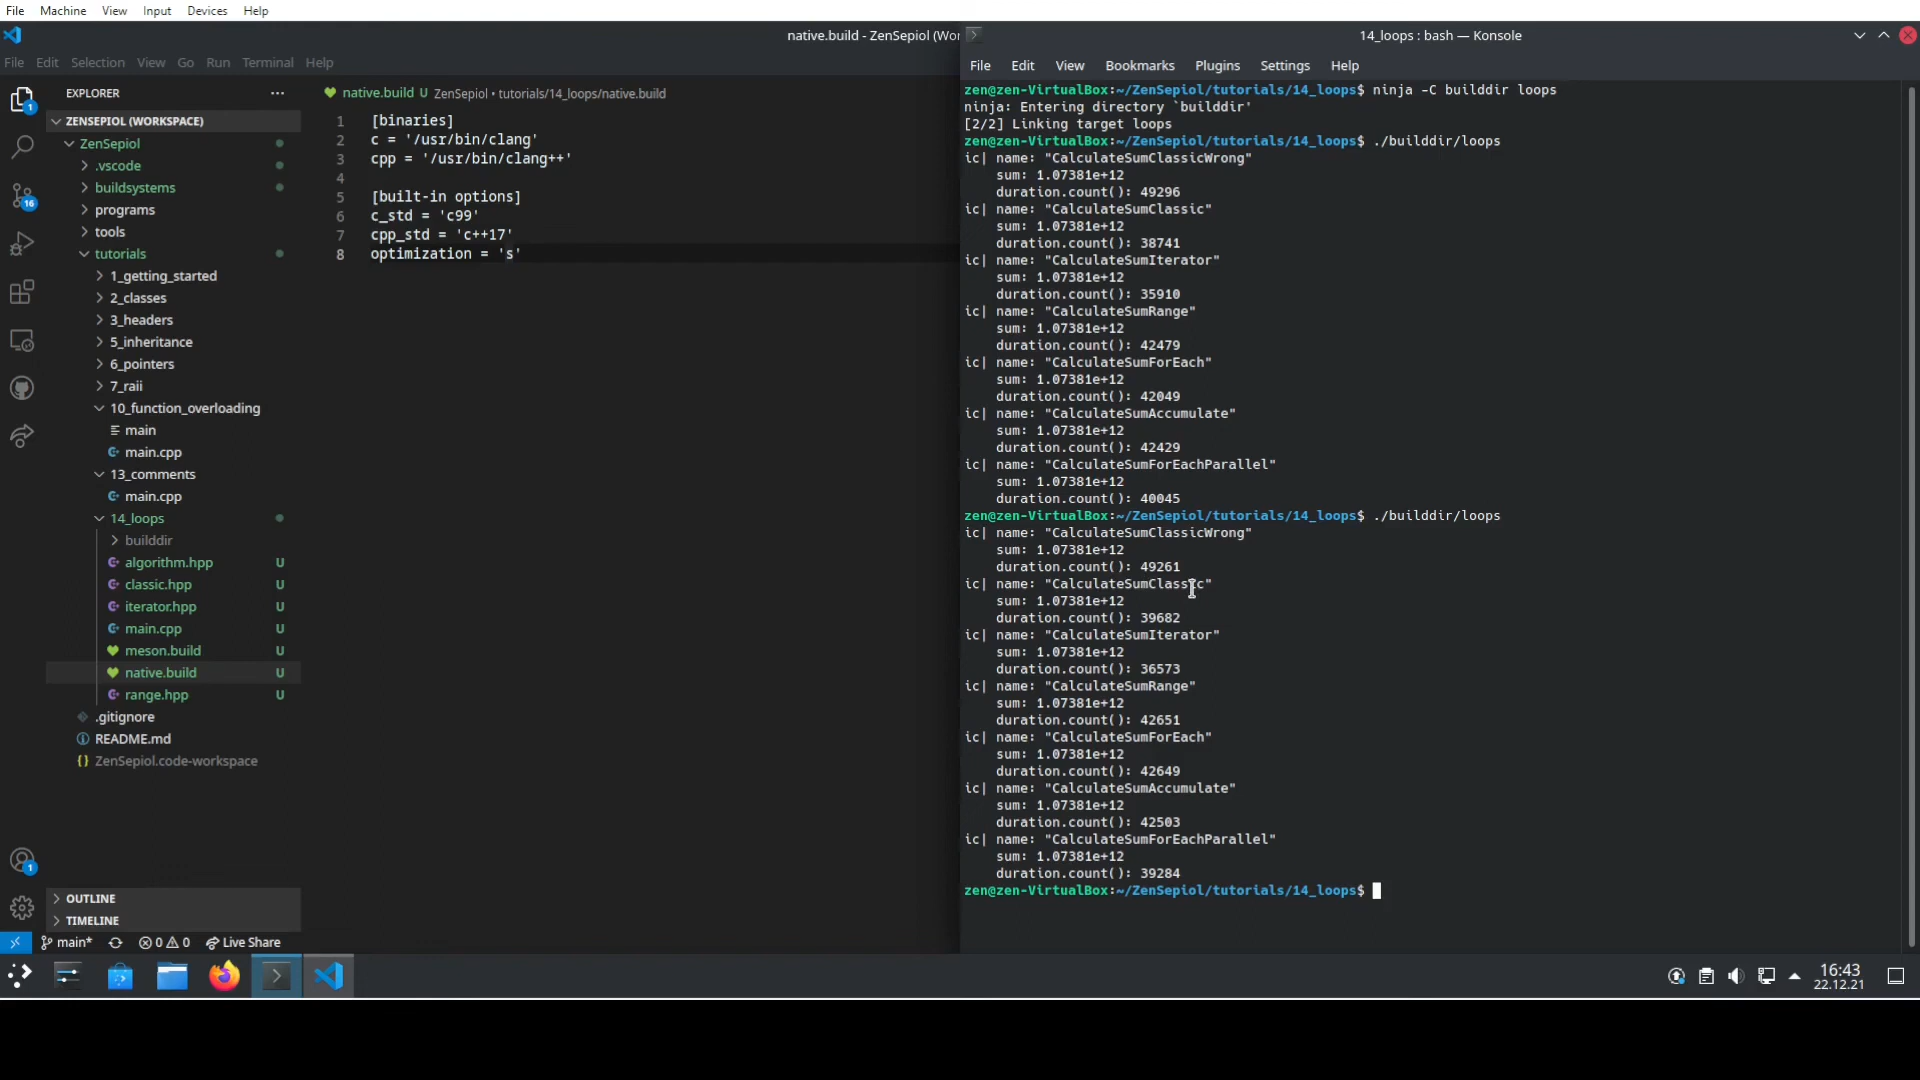 File Machine View Input Devices Help
native.build - ZenSepiol (Wo
File Edit Selection View Go Run Terminal Help
EXPLORER
ZENSEPIOL (WORKSPACE)
ZenSepiol
.vscode
buildsystems
programs
tools
tutorials
1_getting_started
2_classes
3_headers
5_inheritance
6_pointers
7_raii
10_function_overloading
main
main.cpp
13_comments
main.cpp
14_loops
builddir
algorithm.hpp U
classic.hpp U
iterator.hpp U
main.cpp U
meson.build U
native.build U
range.hpp U
.gitignore
README.md
ZenSepiol.code-workspace
OUTLINE
TIMELINE
1
16
1
main* 0 0 Live Share
native.build U ZenSepiol • tutorials/14_loops/native.build
1 [binaries]
2 c = '/usr/bin/clang'
3 cpp = '/usr/bin/clang++'
4
5 [built-in options]
6 c_std = 'c99'
7 cpp_std = 'c++17'
8 optimization = 's'
14_loops : bash — Konsole
File Edit View Bookmarks Plugins Settings Help
zen@zen-VirtualBox:~/ZenSepiol/tutorials/14_loops$ ninja -C builddir loops
ninja: Entering directory `builddir'
[2/2] Linking target loops
zen@zen-VirtualBox:~/ZenSepiol/tutorials/14_loops$ ./builddir/loops
ic| name: "CalculateSumClassicWrong"
sum: 1.07381e+12
duration.count(): 49296
ic| name: "CalculateSumClassic"
sum: 1.07381e+12
duration.count(): 38741
ic| name: "CalculateSumIterator"
sum: 1.07381e+12
duration.count(): 35910
ic| name: "CalculateSumRange"
sum: 1.07381e+12
duration.count(): 42479
ic| name: "CalculateSumForEach"
sum: 1.07381e+12
duration.count(): 42049
ic| name: "CalculateSumAccumulate"
sum: 1.07381e+12
duration.count(): 42429
ic| name: "CalculateSumForEachParallel"
sum: 1.07381e+12
duration.count(): 40045
zen@zen-VirtualBox:~/ZenSepiol/tutorials/14_loops$ ./builddir/loops
ic| name: "CalculateSumClassicWrong"
sum: 1.07381e+12
duration.count(): 49261
ic| name: "CalculateSumClassic"
sum: 1.07381e+12
duration.count(): 39682
ic| name: "CalculateSumIterator"
sum: 1.07381e+12
duration.count(): 36573
ic| name: "CalculateSumRange"
sum: 1.07381e+12
duration.count(): 42651
ic| name: "CalculateSumForEach"
sum: 1.07381e+12
duration.count(): 42649
ic| name: "CalculateSumAccumulate"
sum: 1.07381e+12
duration.count(): 42503
ic| name: "CalculateSumForEachParallel"
sum: 1.07381e+12
duration.count(): 39284
zen@zen-VirtualBox:~/ZenSepiol/tutorials/14_loops$
16:43
22.12.21